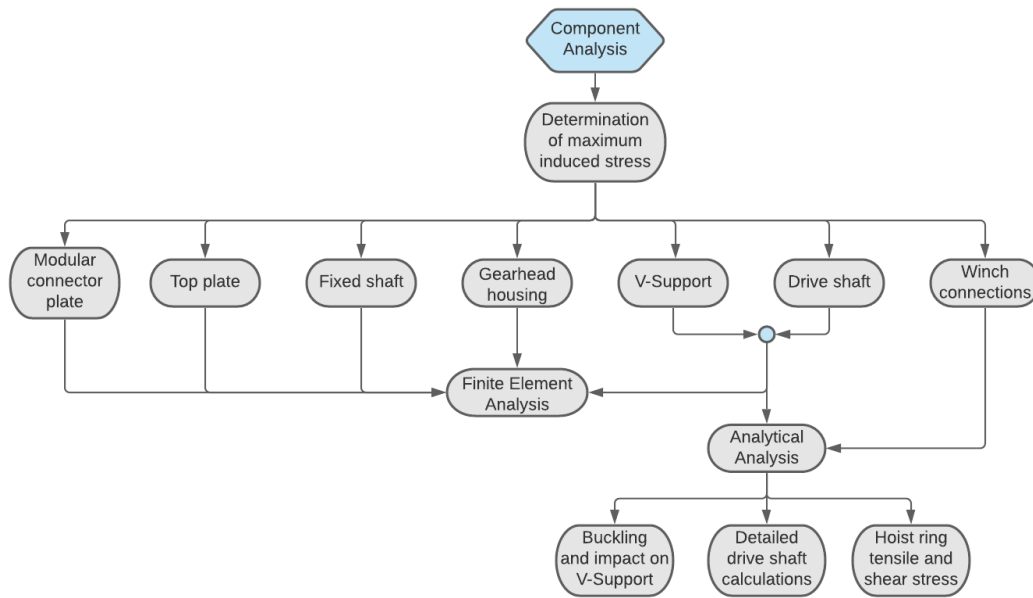 Component
Analysis
Determination
of maximum
induced stress
Modular
connector
plate
Top plate
Fixed shaft
Gearhead
housing
V-Support
Drive shaft
Winch
connections
Finite Element
Analysis
Analytical
Analysis
Buckling
and impact on
V-Support
Detailed
drive shaft
calculations
Hoist ring
tensile and
shear stress